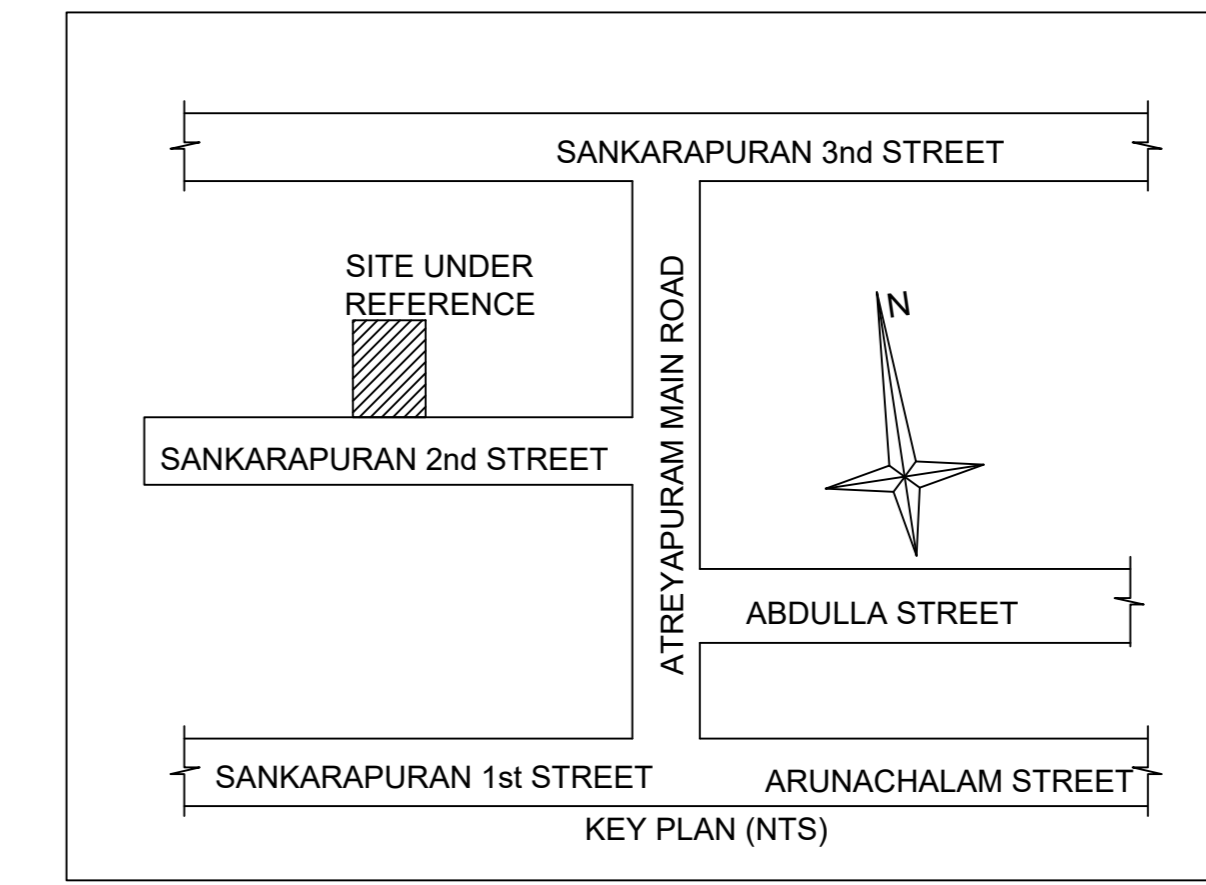 SANKARAPURAN 3nd STREET
SITE UNDER
REFERENCE
ATREYAPURAM MAIN ROAD
N
SANKARAPURAN 2nd STREET
ABDULLA STREET
SANKARAPURAN 1st STREET
ARUNACHALAM STREET
KEY PLAN (NTS)